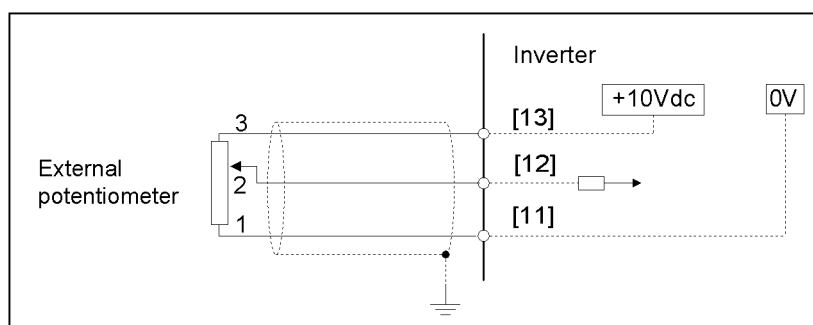 Inverter
+10Vdc
0V
3
[13]
External
potentiometer
2
[12]
1
[11]